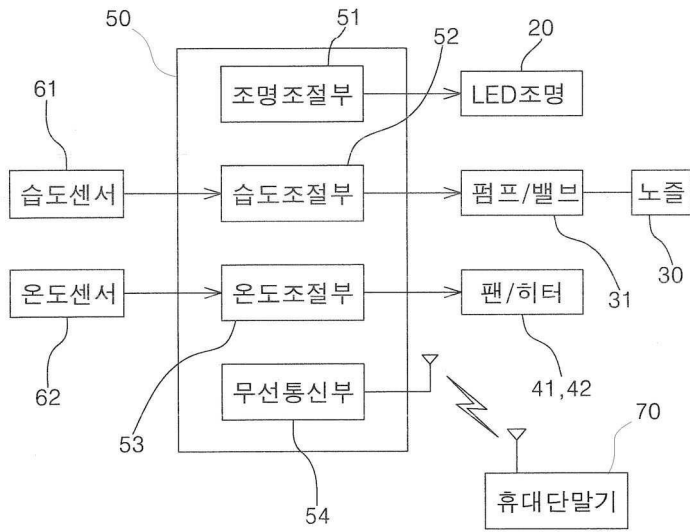 50
51
52
20
조명조절부
LED조명
61
습도센서
습도조절부
펌프/밸브
노즐
31
30
온도센서
온도조절부
팬/히터
62
41,42
53
무선통신부
54
70
휴대단말기